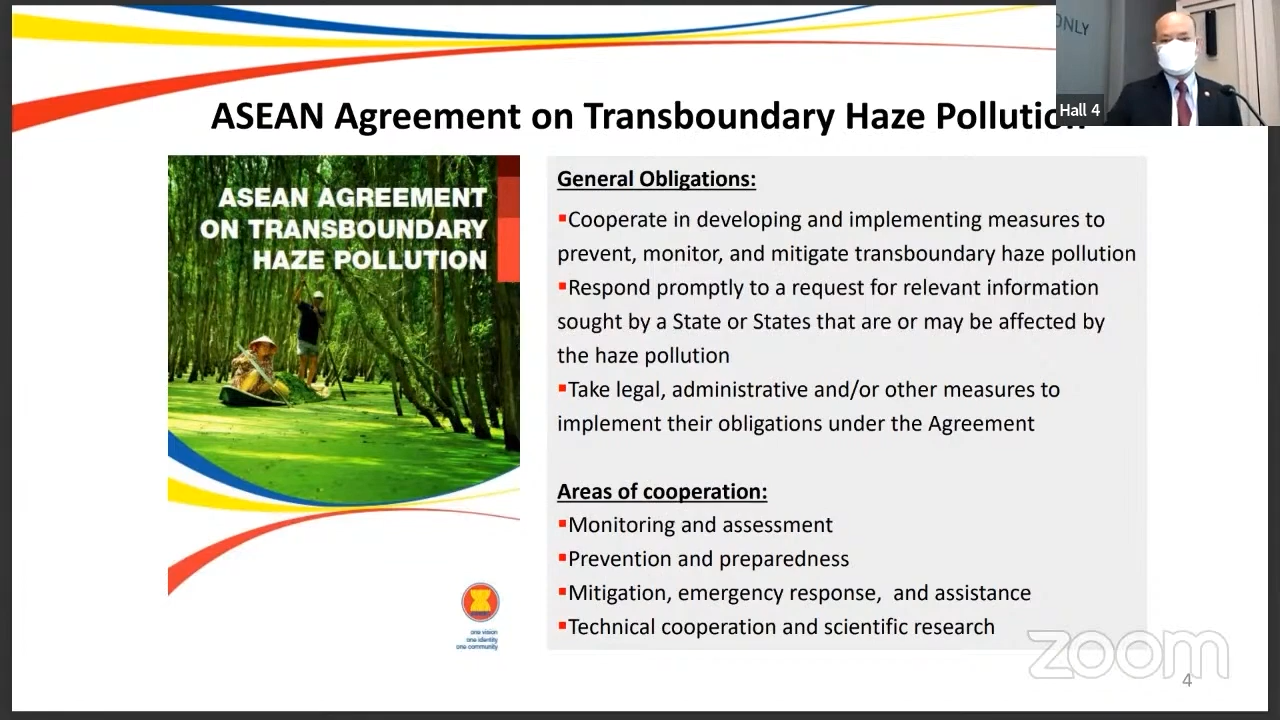 ONLY
Hall 4
ASEAN Agreement on Transboundary Haze Pollution
ASEAN AGREEMENT
ON TRANSBOUNDARY
HAZE POLLUTION
one vision
one identity
one community
General Obligations:
▪Cooperate in developing and implementing measures to
prevent, monitor, and mitigate transboundary haze pollution
▪Respond promptly to a request for relevant information
sought by a State or States that are or may be affected by
the haze pollution
▪Take legal, administrative and/or other measures to
implement their obligations under the Agreement
Areas of cooperation:
▪Monitoring and assessment
▪Prevention and preparedness
▪Mitigation, emergency response,  and assistance
▪Technical cooperation and scientific research
zoom
4